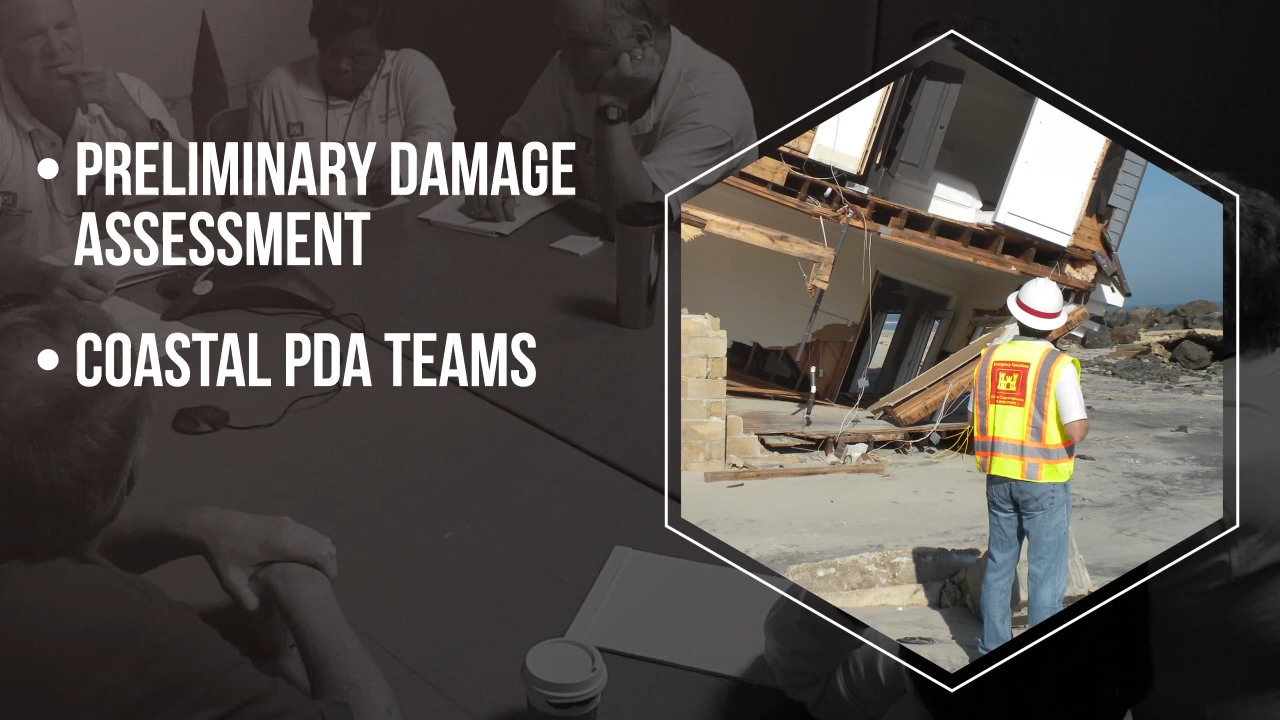 • PRELIMINARY DAMAGE
ASSESSMENT
• COASTAL PDA TEAMS